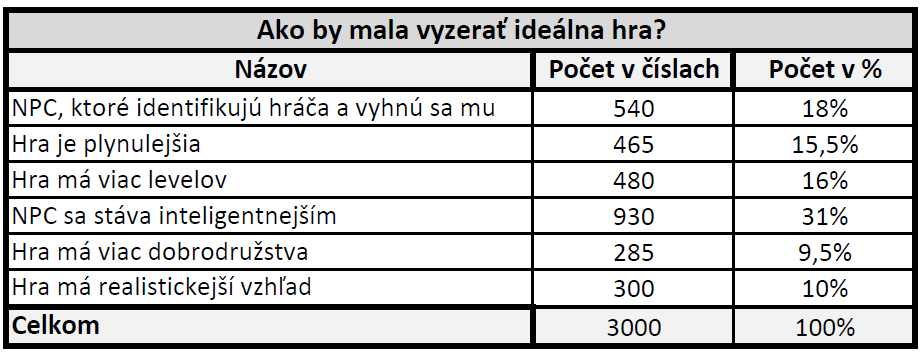 Ako by mala vyzerať ideálna hra?
Názov Počet v číslach Počet v %
NPC, ktoré identifikujú hráča a vyhnú sa mu 540 18%
Hra je plynulejšia 465 15,5%
Hra má viac levelov 480 16%
NPC sa stáva inteligentnejším 930 31%
Hra má viac dobrodružstva 285 9,5%
Hra má realistickejší vzhľad 300 10%
Celkom 3000 100%